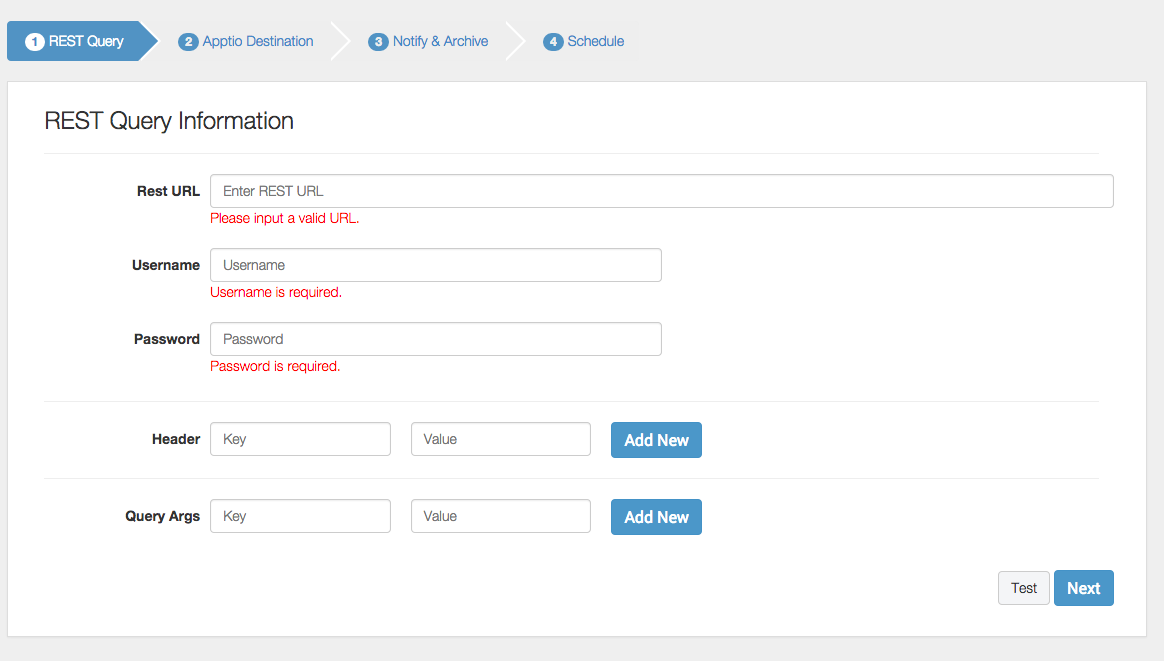 1 REST Query 2 Apptio Destination 3 Notify & Archive 4 Schedule
REST Query Information
Rest URL Enter REST URL
Please input a valid URL.
Username Username
Username is required.
Password Password
Password is required.
Header Key Value Add New
Query Args Key Value Add New
Test Next